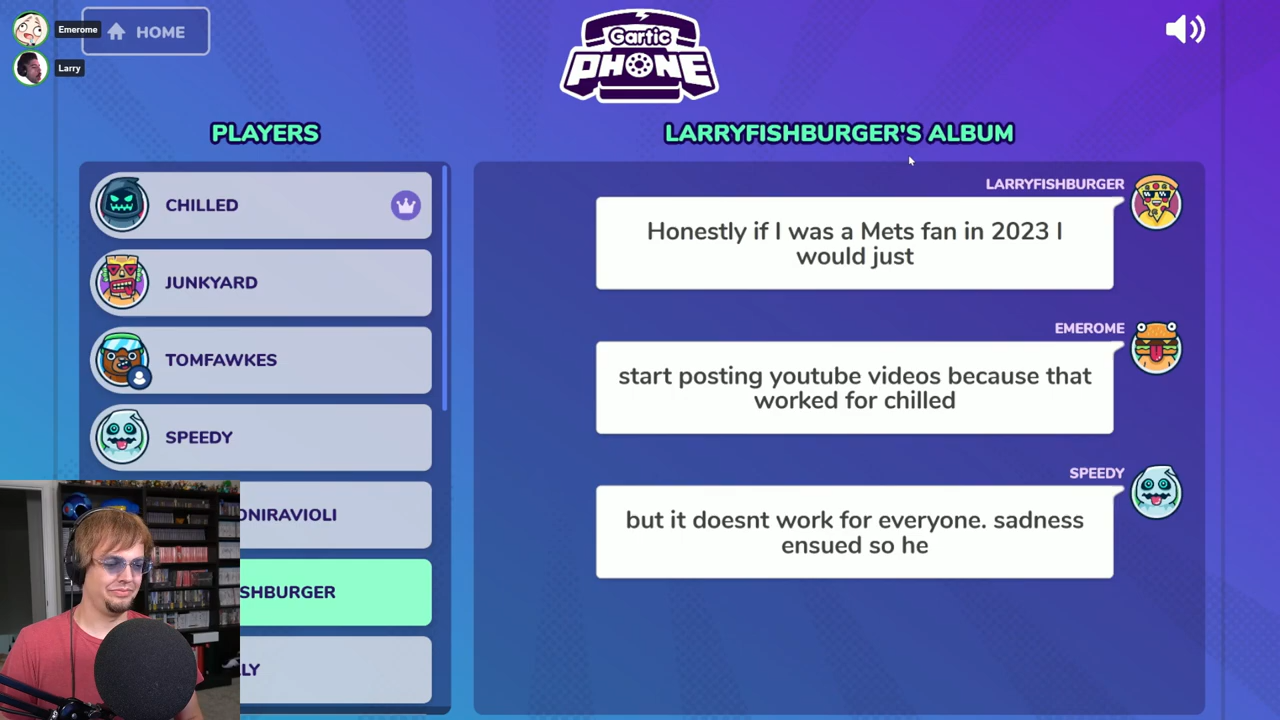 Emerome
HOME
Larry
Gartic
PHONE
PLAYERS
CHILLED
JUNKYARD
TOMFAWKES
SPEEDY
ONIRAVIOLI
SHBURGER
LY
LARRYFISHBURGER'S ALBUM
LARRYFISHBURGER
Honestly if I was a Mets fan in 2023 I
would just
EMEROME
start posting youtube videos because that
worked for chilled
SPEEDY
but it doesnt work for everyone. sadness
ensued so he